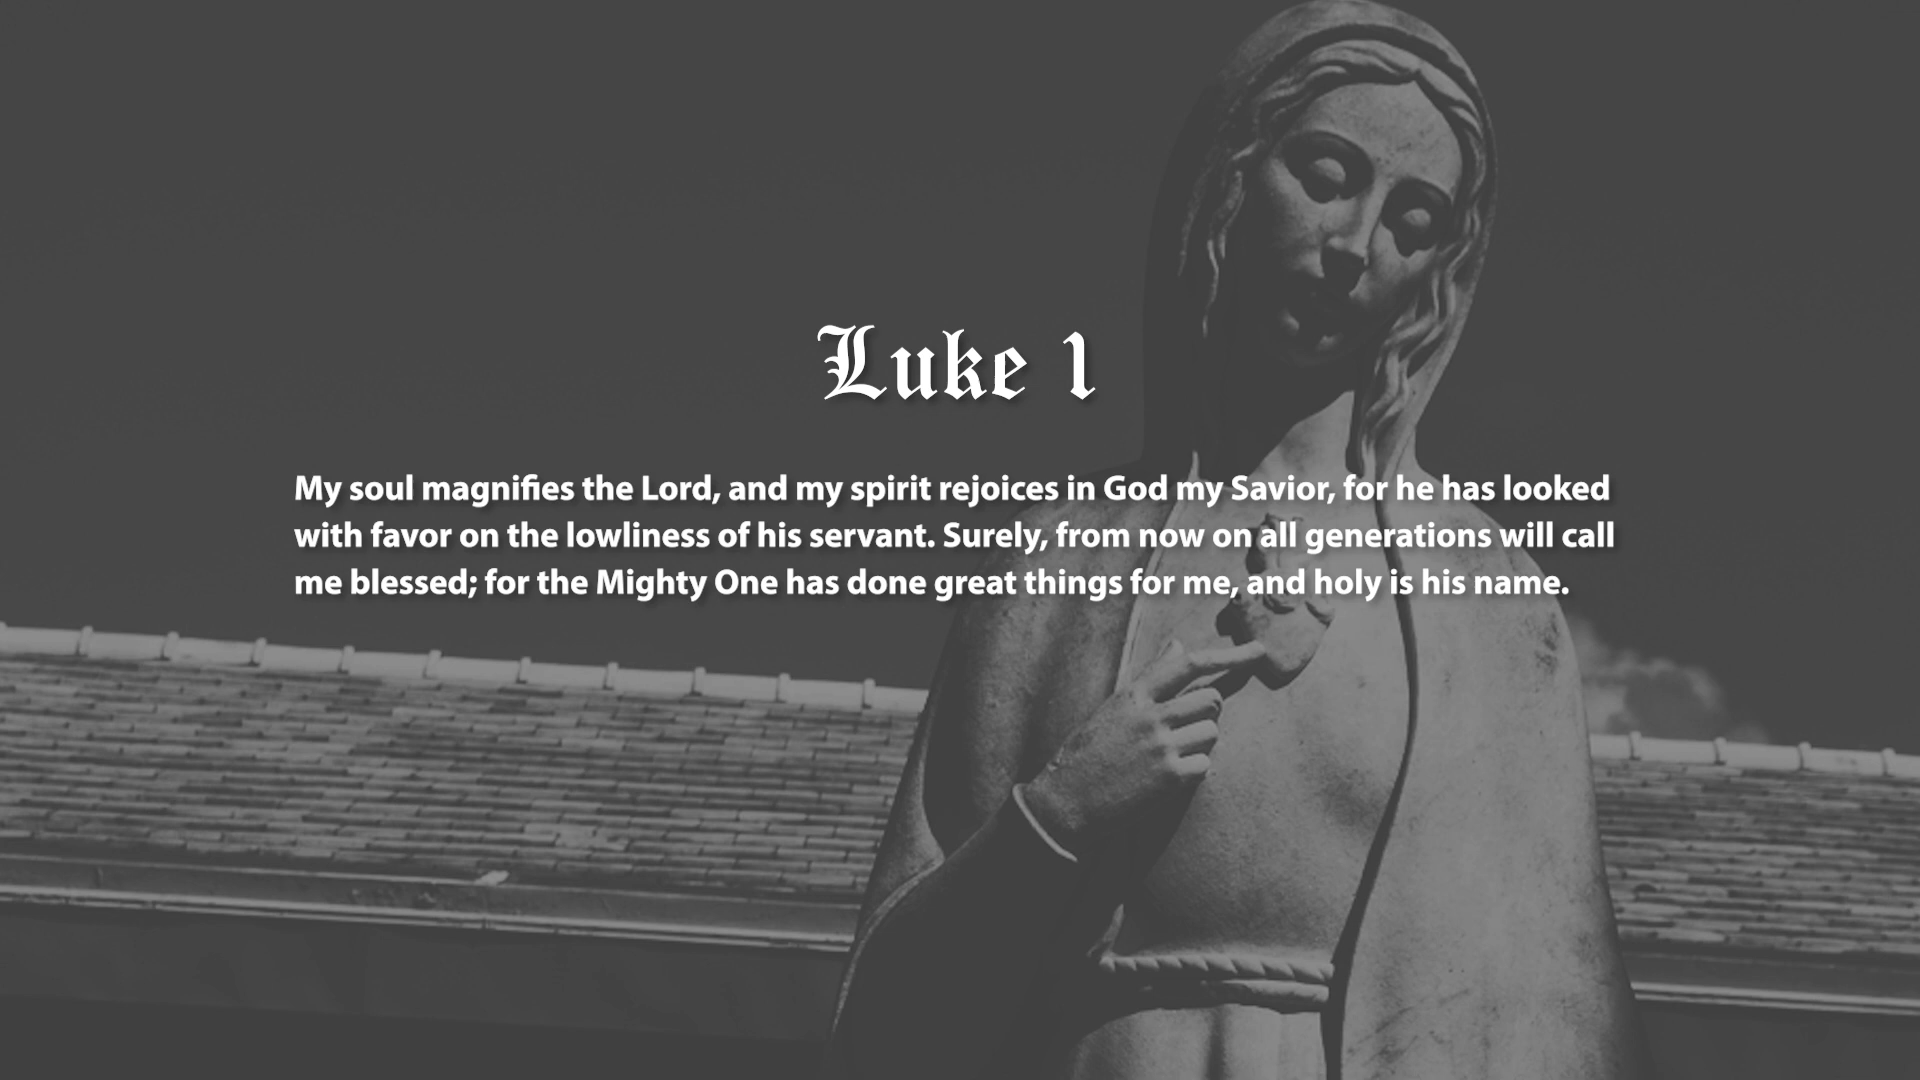 Luke 1
My soul magnifies the Lord, and my spirit rejoices in God my Savior, for he has looked
with favor on the lowliness of his servant. Surely, from now on all generations will call
me blessed; for the Mighty One has done great things for me, and holy is his name.